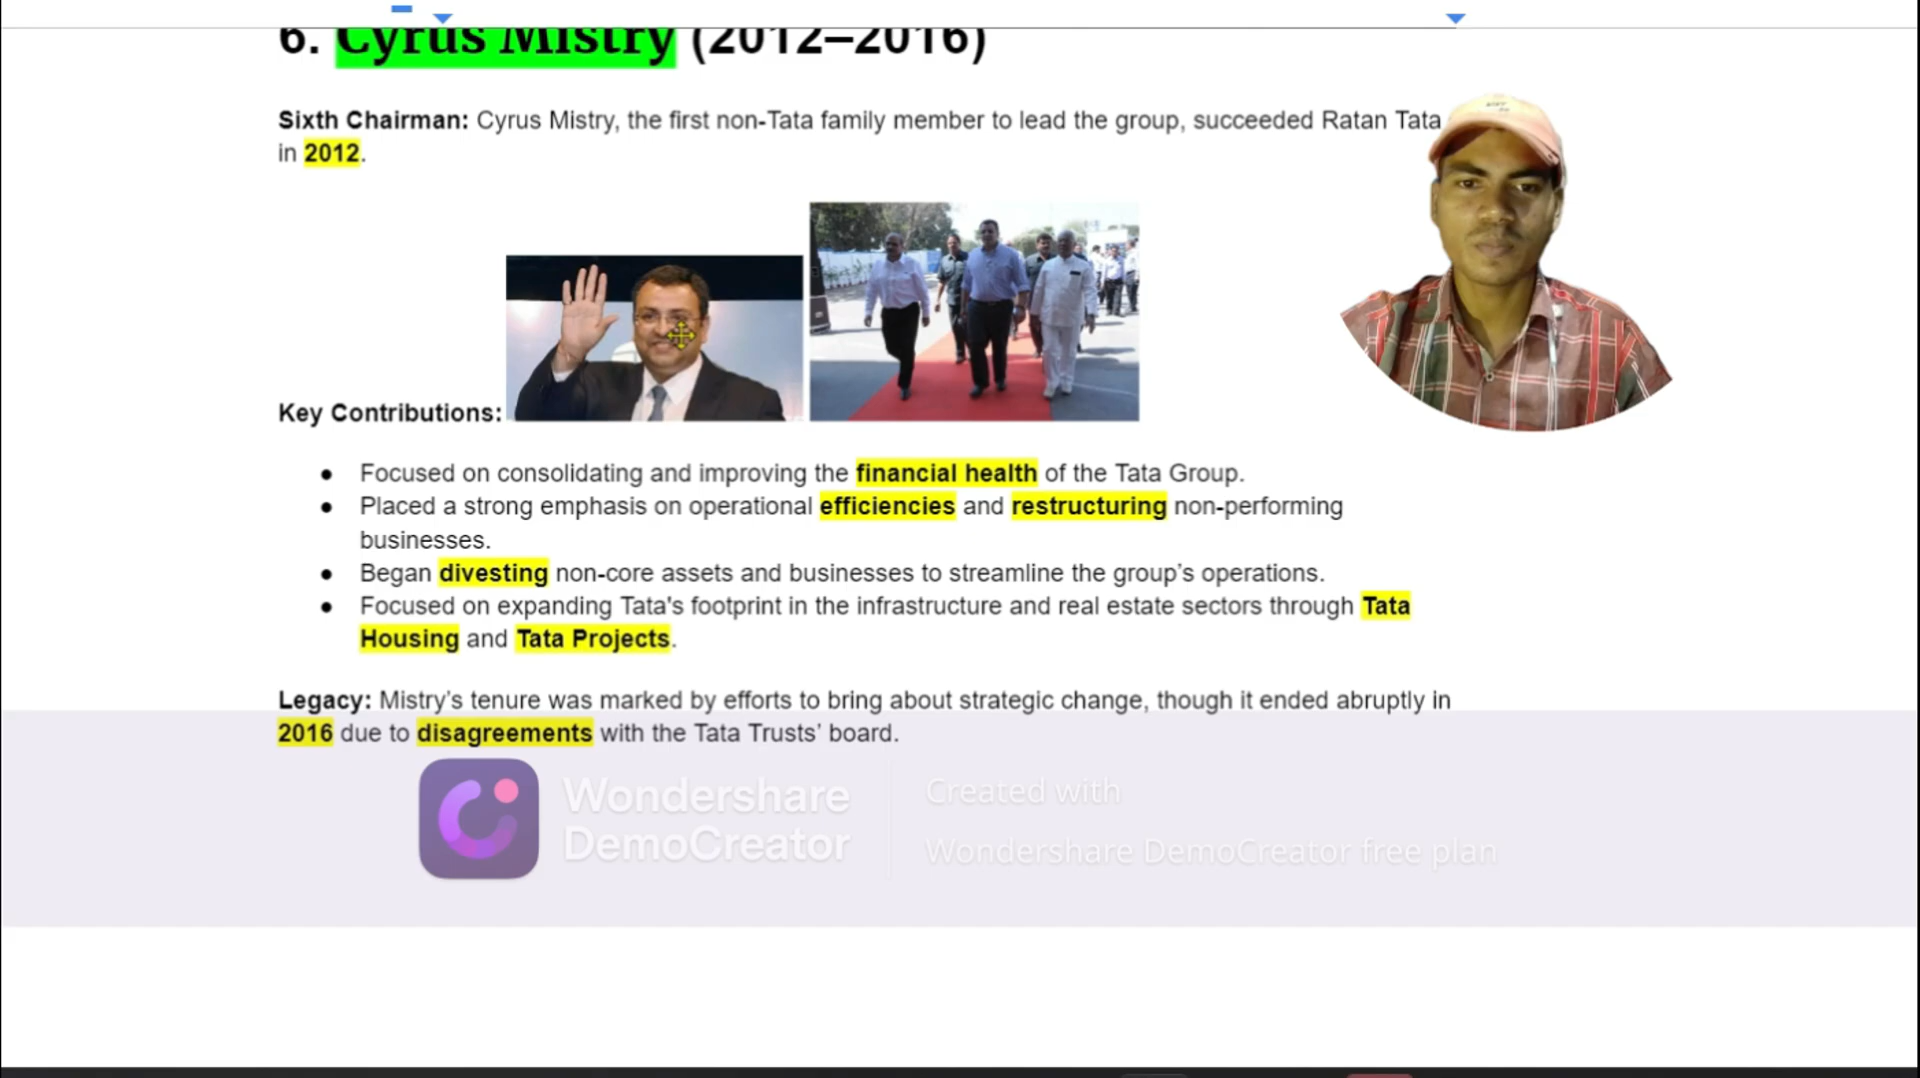 6. Cyrus Mistry (2012–2016)
Sixth Chairman: Cyrus Mistry, the first non-Tata family member to lead the group, succeeded Ratan Tata
in 2012.
Key Contributions:
● Focused on consolidating and improving the financial health of the Tata Group.
● Placed a strong emphasis on operational efficiencies and restructuring non-performing
businesses.
● Began divesting non-core assets and businesses to streamline the group’s operations.
● Focused on expanding Tata's footprint in the infrastructure and real estate sectors through Tata
Housing and Tata Projects.
Legacy: Mistry’s tenure was marked by efforts to bring about strategic change, though it ended abruptly in
2016 due to disagreements with the Tata Trusts’ board.
Wondershare
DemoCreator
Created with
Wondershare DemoCreator free plan